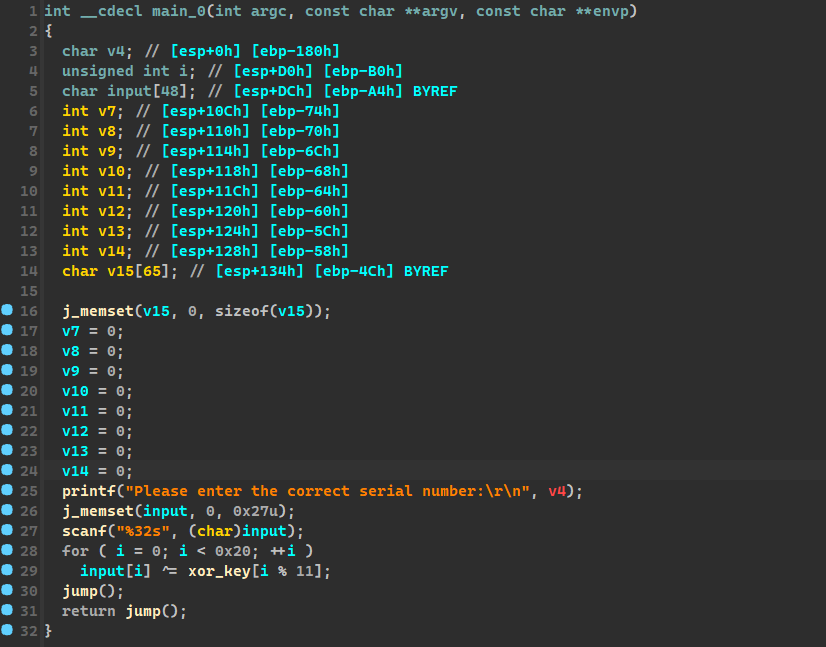 1 int __cdecl main_0(int argc, const char **argv, const char **envp)
2 {
3   char v4; // [esp+0h] [ebp-180h]
4   unsigned int i; // [esp+D0h] [ebp-B0h]
5   char input[48]; // [esp+DCh] [ebp-A4h] BYREF
6   int v7; // [esp+10Ch] [ebp-74h]
7   int v8; // [esp+110h] [ebp-70h]
8   int v9; // [esp+114h] [ebp-6Ch]
9   int v10; // [esp+118h] [ebp-68h]
10   int v11; // [esp+11Ch] [ebp-64h]
11   int v12; // [esp+120h] [ebp-60h]
12   int v13; // [esp+124h] [ebp-5Ch]
13   int v14; // [esp+128h] [ebp-58h]
14   char v15[65]; // [esp+134h] [ebp-4Ch] BYREF
15
16   j_memset(v15, 0, sizeof(v15));
17   v7 = 0;
18   v8 = 0;
19   v9 = 0;
20   v10 = 0;
21   v11 = 0;
22   v12 = 0;
23   v13 = 0;
24   v14 = 0;
25   printf("Please enter the correct serial number:\r\n", v4);
26   j_memset(input, 0, 0x27u);
27   scanf("%32s", (char)input);
28   for ( i = 0; i < 0x20; ++i )
29     input[i] ^= xor_key[i % 11];
30   jump();
31   return jump();
32 }